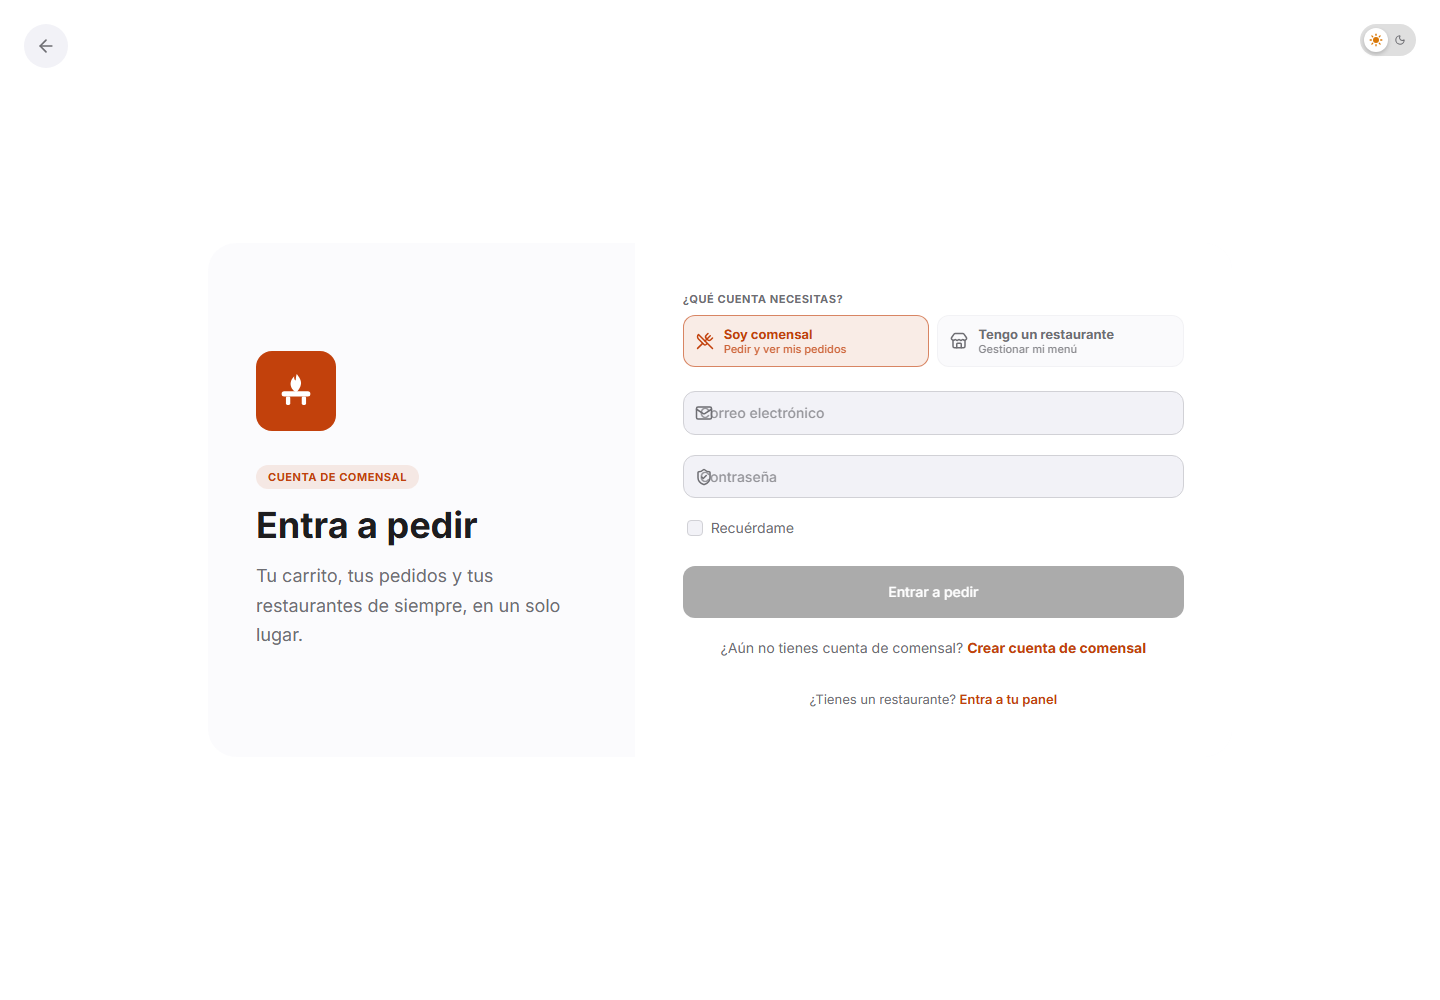 CUENTA DE COMENSAL
Entra a pedir
Tu carrito, tus pedidos y tus
restaurantes de siempre, en un solo
lugar.
¿QUÉ CUENTA NECESITAS?
Soy comensal
Pedir y ver mis pedidos
Tengo un restaurante
Gestionar mi menú
Correo electrónico
Contraseña
Recuérdame
Entrar a pedir
¿Aún no tienes cuenta de comensal? Crear cuenta de comensal
¿Tienes un restaurante? Entra a tu panel